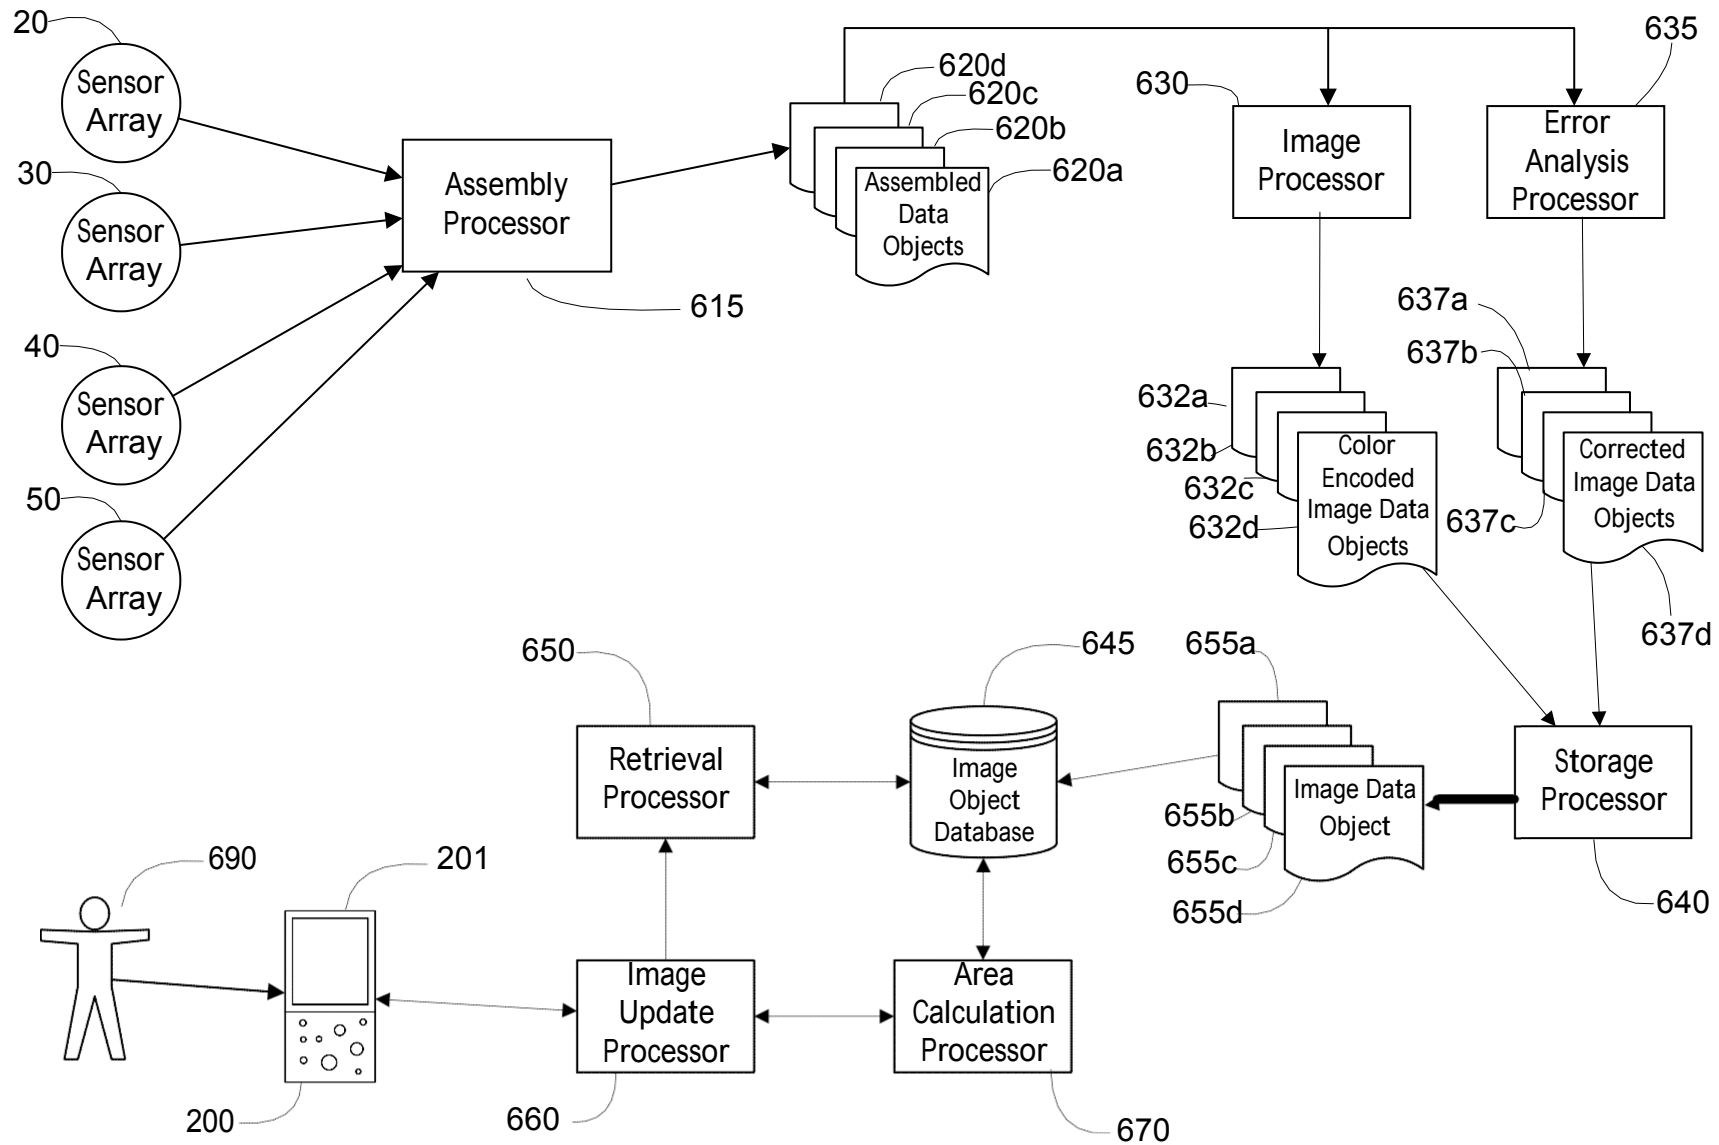 20
Sensor
Array
30
Sensor
Array
40
Sensor
Array
50
Sensor
Array
Assembly
Processor
615
620d
620c
620b
620a
Assembled
Data
Objects
630
Image
Processor
635
Error
Analysis
Processor
632a
632b
632c
632d
Color
Encoded
Image Data
Objects
637a
637b
637c
637d
Corrected
Image Data
Objects
650
Retrieval
Processor
645
Image
Object
Database
655a
655b
655c
655d
Image Data
Object
Storage
Processor
640
690
201
200
Image
Update
Processor
660
Area
Calculation
Processor
670